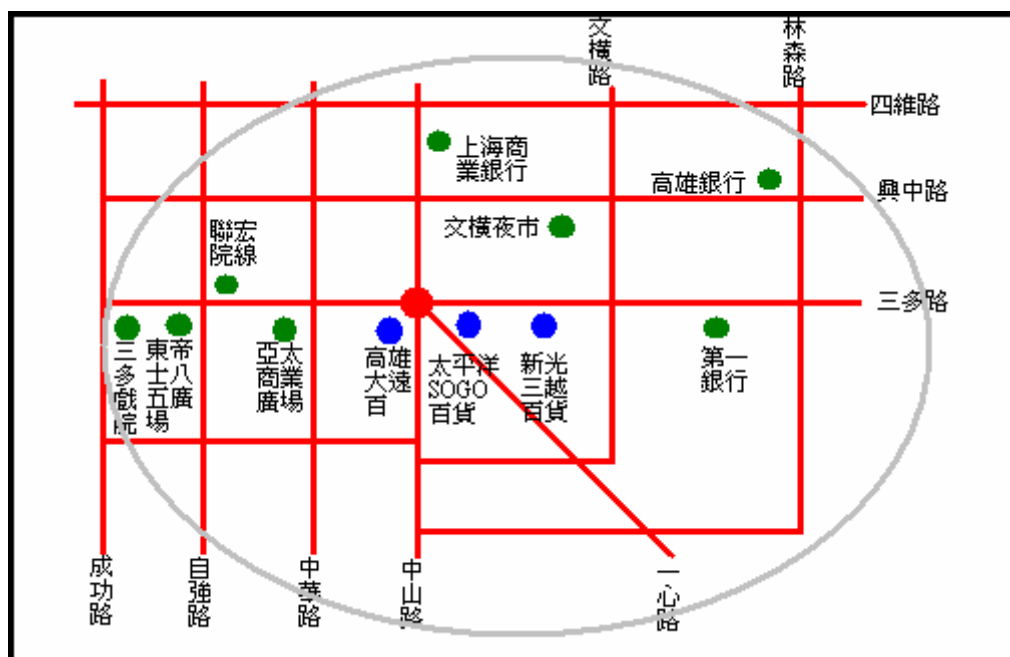 文橫路
林森路
四維路
上海商
業銀行
高雄銀行
興中路
文橫夜市
聯宏
院線
三多路
三多戲院
東帝
士八
五廣
場
亞太
商業
廣場
高雄
大遠
百
太平洋
SOGO
百貨
新光
三越
百貨
第一
銀行
成功路
自強路
中華路
中山路
一心路